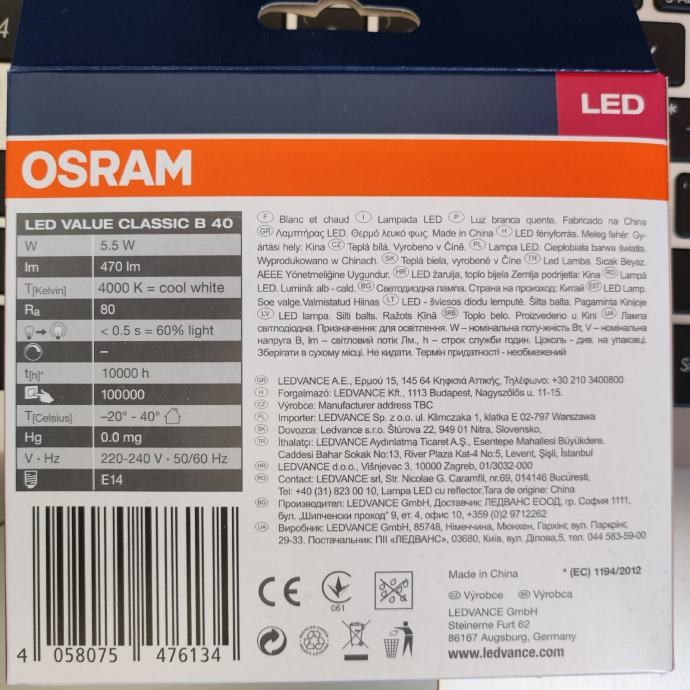 LED
OSRAM
LED VALUE CLASSIC B 40
W 5.5 W
lm 470 lm
T[Kelvin] 4000 K = cool white
Ra 80
< 0.5 s = 60% light
–
t[h]* 10000 h
100000
T[Celsius] –20° - 40°
Hg 0.0 mg
V · Hz 220-240 V · 50/60 Hz
E14
F Blanc et chaud I Lampada LED P Luz branca quente. Fabricado na China
GR Λαμπτήρας LED. Θερμό λευκό φως. Made in China H LED fényforrás. Meleg fehér. Gy-
ártási hely: Kína CZ Teplá bílá. Vyrobeno v Číně. PL Lampa LED. Ciepłobiała barwa światła.
Wyprodukowano w Chinach. SK Teplá biela, vyrobené v Číne TR Led Lamba. Sıcak Beyaz.
AEEE Yönetmeliğine Uygundur. HR LED žarulja, toplo bijela Zemlja podrijetla: Kina RO Lampă
LED. Lumină: alb - cald. BG Светодиодна лампа. Страна на произход: Китай EST LED Lamp.
Soe valge.Valmistatud Hiinas LT LED - šviesos diodu lemputė. Šilta balta. Pagaminta Kinijoje
LV LED lampa. Silti balts. Ražots Ķīnā SRB Toplo belo. Proizvedeno u Kini UA Лампа
світлодіодна. Призначення: для освітлення. W – номінальна потужність Вт, V – номінальна
напруга В, lm – світловий потік Лм., h – строк служби годин. Цоколь - див. на упаковці.
Зберігати в сухому місці. Не кидати. Термін придатності - необмежений
GR LEDVANCE A.E., Ερμού 15, 145 64 Κηφισιά Αττικής, Τηλέφωνο: +30 210 3400800
H Forgalmazó: LEDVANCE Kft., 1113 Budapest, Nagyszőlős u. 11-15.
CZ Výrobce: Manufacturer address TBC
PL Importer: LEDVANCE Sp. z o.o. ul. Klimczaka 1, klatka E 02-797 Warszawa
SK Dovozca: Ledvance s.r.o. Štúrova 22, 949 01 Nitra, Slovensko,
TR İthalatçı: LEDVANCE Aydınlatma Ticaret A.Ş., Esentepe Mahallesi Büyükdere.
Caddesi Bahar Sokak No:13, River Plaza Kat-4 No:5, Levent, Şişli, İstanbul
HR LEDVANCE d.o.o., Višnjevac 3, 10000 Zagreb, 01/3032-000
RO Contact: LEDVANCE srl, Str. Nicolae G. Caramfil, nr.69, 014146 Bucuresti,
Tel: +40 (31) 823 00 10, Lampa LED cu reflector.Tara de origine: China
BG Производител: LEDVANCE GmbH, Доставчик: ЛЕДВАНС ЕООД, гр. София 1111,
бул. „Шипченски проход" 9, ет. 4, офис 10, +359 (0)2 9712262
UA Виробник: LEDVANCE GmbH, 85748, Німеччина, Мюнхен, Гархінг, вул. Паркрінг,
29-33. Постачальник: ПІІ «ЛЕДВАНС», 03680, Київ, вул. Ділова,5, тел. 044 583-59-00
CE
061
Made in China * (EC) 1194/2012
CZ Výrobce SK Výrobca
LEDVANCE GmbH
Steinerne Furt 62
86167 Augsburg, Germany
www.ledvance.com
4 058075 476134